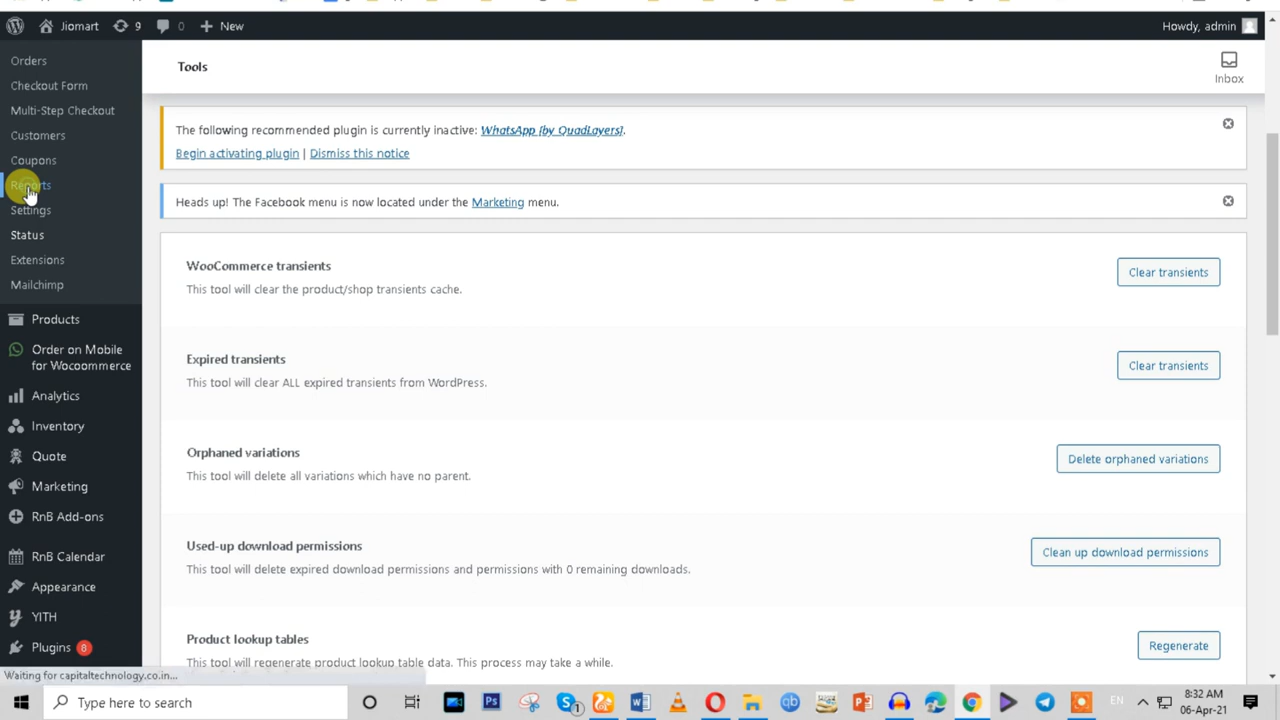 Jiomart 9 0 New Howdy, admin
Orders
Checkout Form
Multi-Step Checkout
Customers
Coupons
Reports
Settings
Status
Extensions
Mailchimp
Products
Order on Mobile
for Wocoommerce
Analytics
Inventory
Quote
Marketing
RnB Add-ons
RnB Calendar
Appearance
YITH
Plugins 8
Tools
Inbox
The following recommended plugin is currently inactive: WhatsApp [by QuadLayers].
Begin activating plugin | Dismiss this notice
Heads up! The Facebook menu is now located under the Marketing menu.
WooCommerce transients
This tool will clear the product/shop transients cache.
Clear transients
Expired transients
This tool will clear ALL expired transients from WordPress.
Clear transients
Orphaned variations
This tool will delete all variations which have no parent.
Delete orphaned variations
Used-up download permissions
This tool will delete expired download permissions and permissions with 0 remaining downloads.
Clean up download permissions
Product lookup tables
This tool will regenerate product lookup table data. This process may take a while.
Regenerate
Waiting for capitaltechnology.co.in...
Type here to search
Ps
S 1
W
qb
P
EN
8:32 AM
06-Apr-21